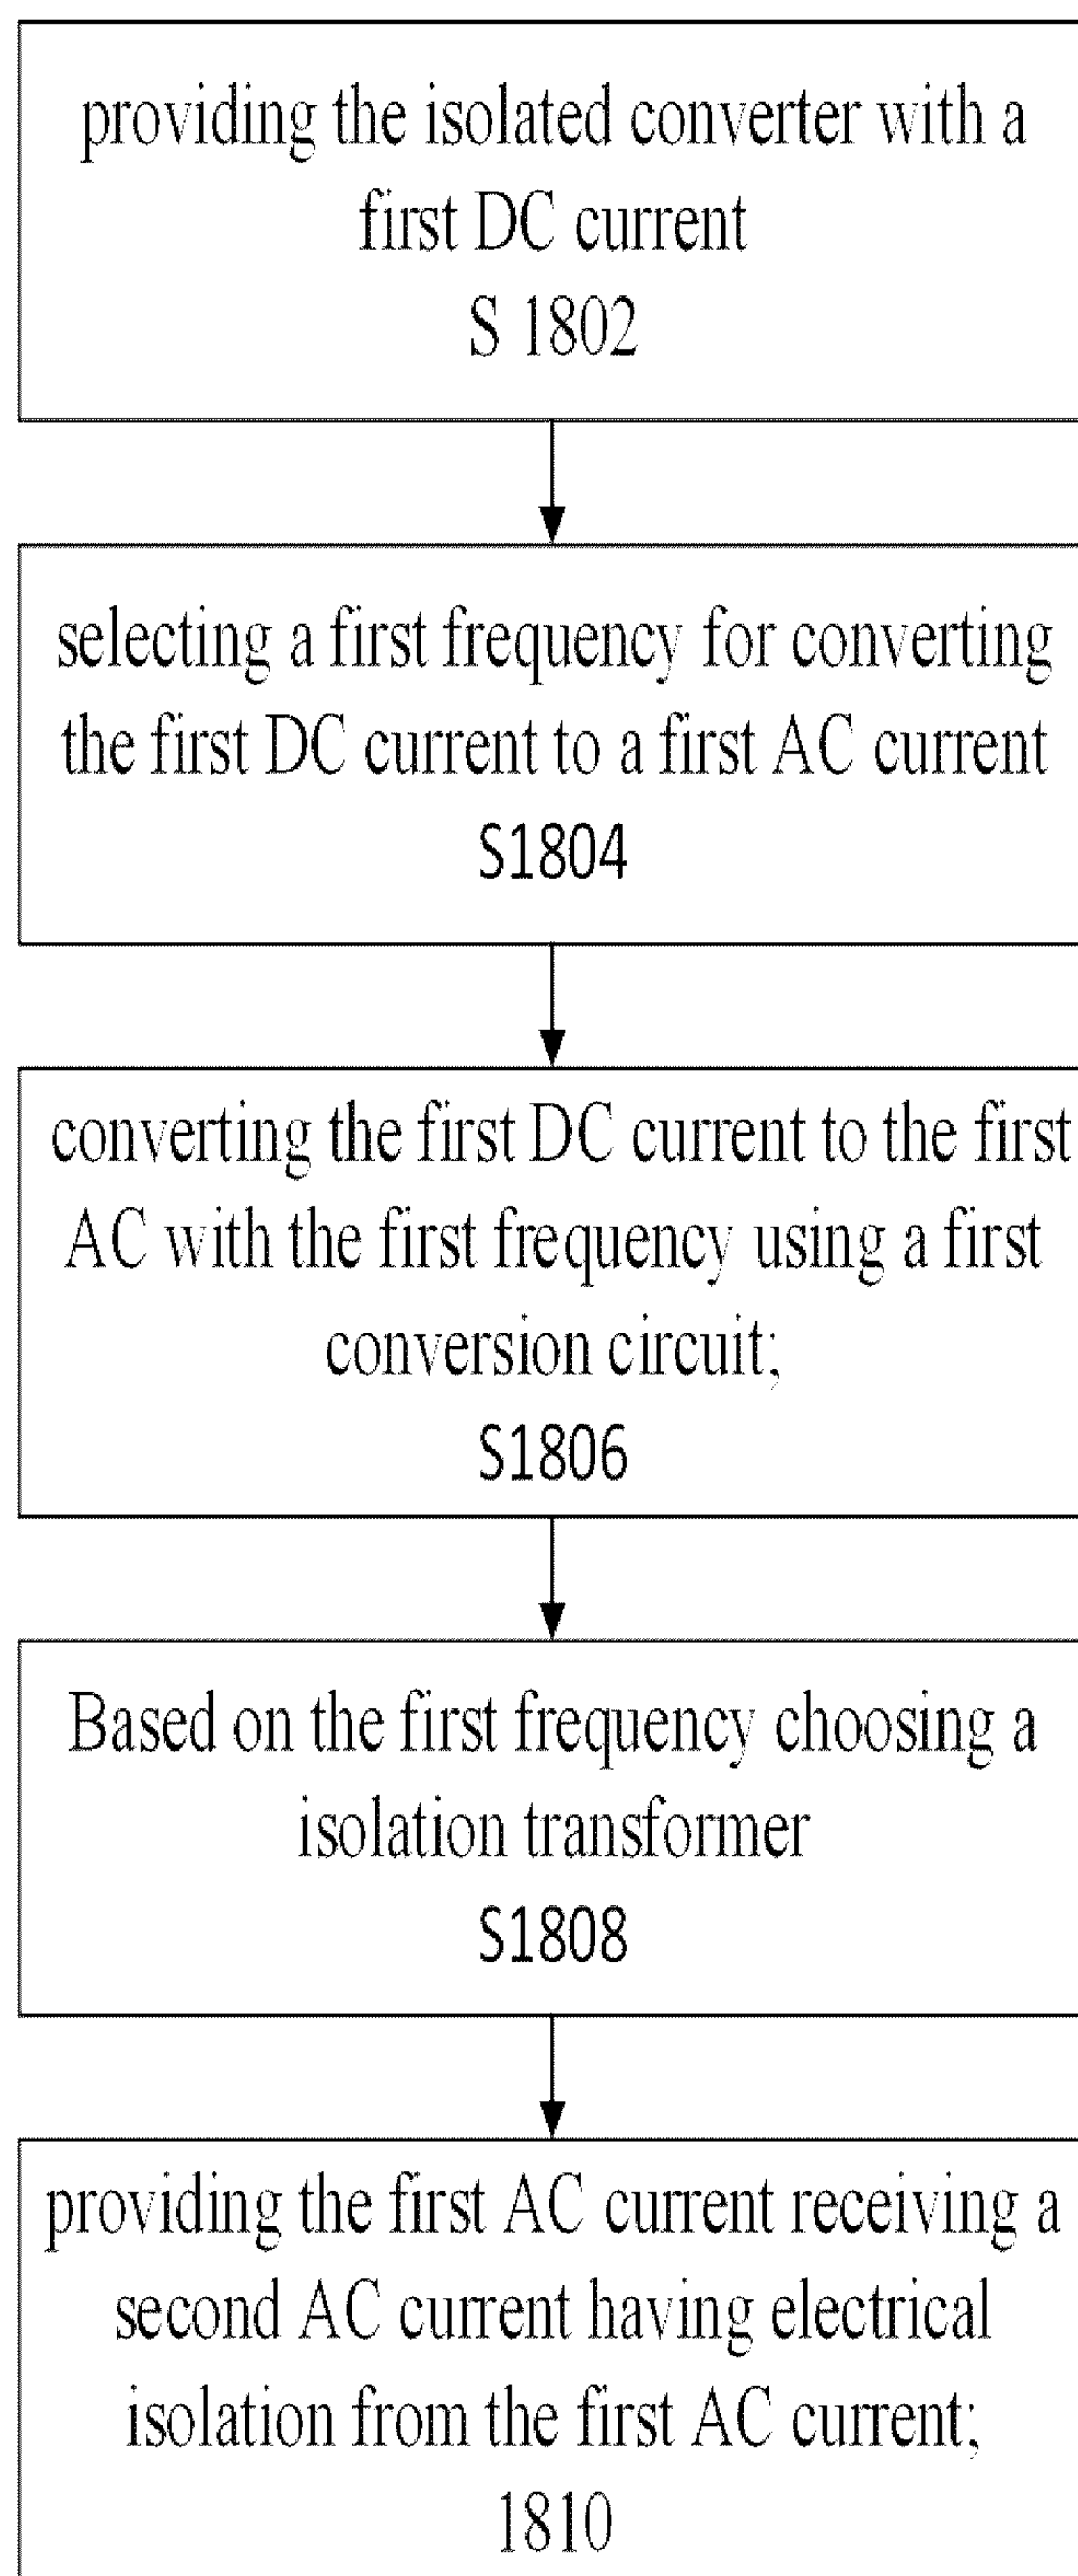 providing the isolated converter with a
first DC current
S 1802
selecting a first frequency for converting
the first DC current to a first AC current
S1804
converting the first DC current to the first
AC with the first frequency using a first
conversion circuit;
S1806
Based on the first frequency choosing a
isolation transformer
S1808
providing the first AC current receiving a
second AC current having electrical
isolation from the first AC current;
1810